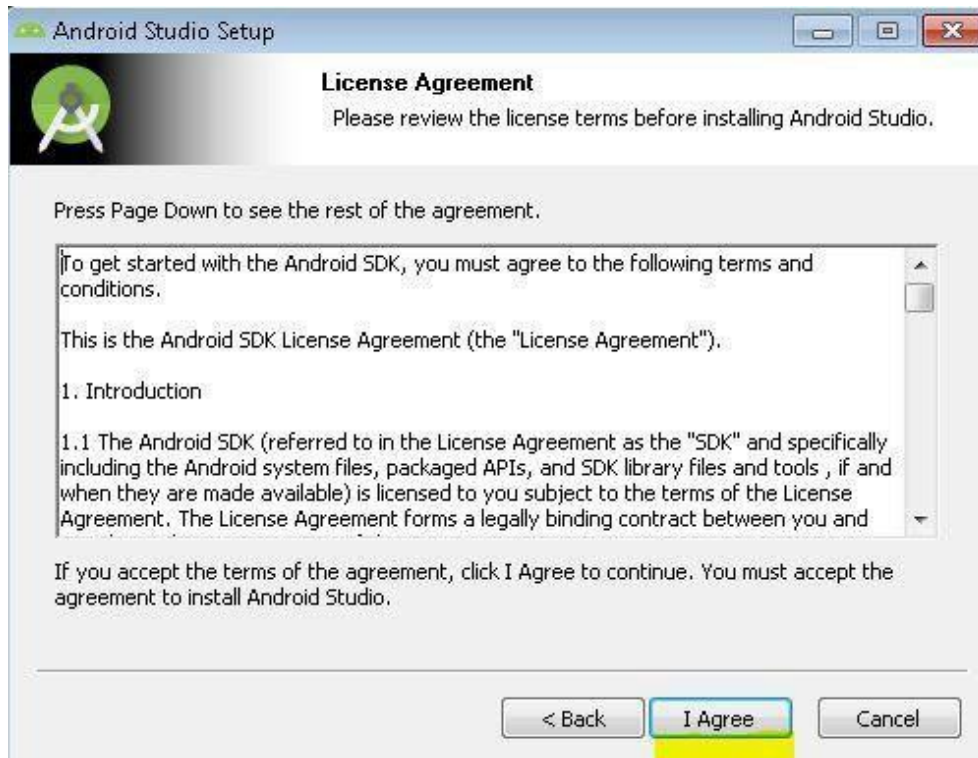 Android Studio Setup
License Agreement
Please review the license terms before installing Android Studio.
Press Page Down to see the rest of the agreement.
To get started with the Android SDK, you must agree to the following terms and
conditions.
This is the Android SDK License Agreement (the "License Agreement").
1. Introduction
1.1 The Android SDK (referred to in the License Agreement as the "SDK" and specifically
including the Android system files, packaged APIs, and SDK library files and tools , if and
when they are made available) is licensed to you subject to the terms of the License
Agreement. The License Agreement forms a legally binding contract between you and
If you accept the terms of the agreement, click I Agree to continue. You must accept the
agreement to install Android Studio.
< Back
I Agree
Cancel